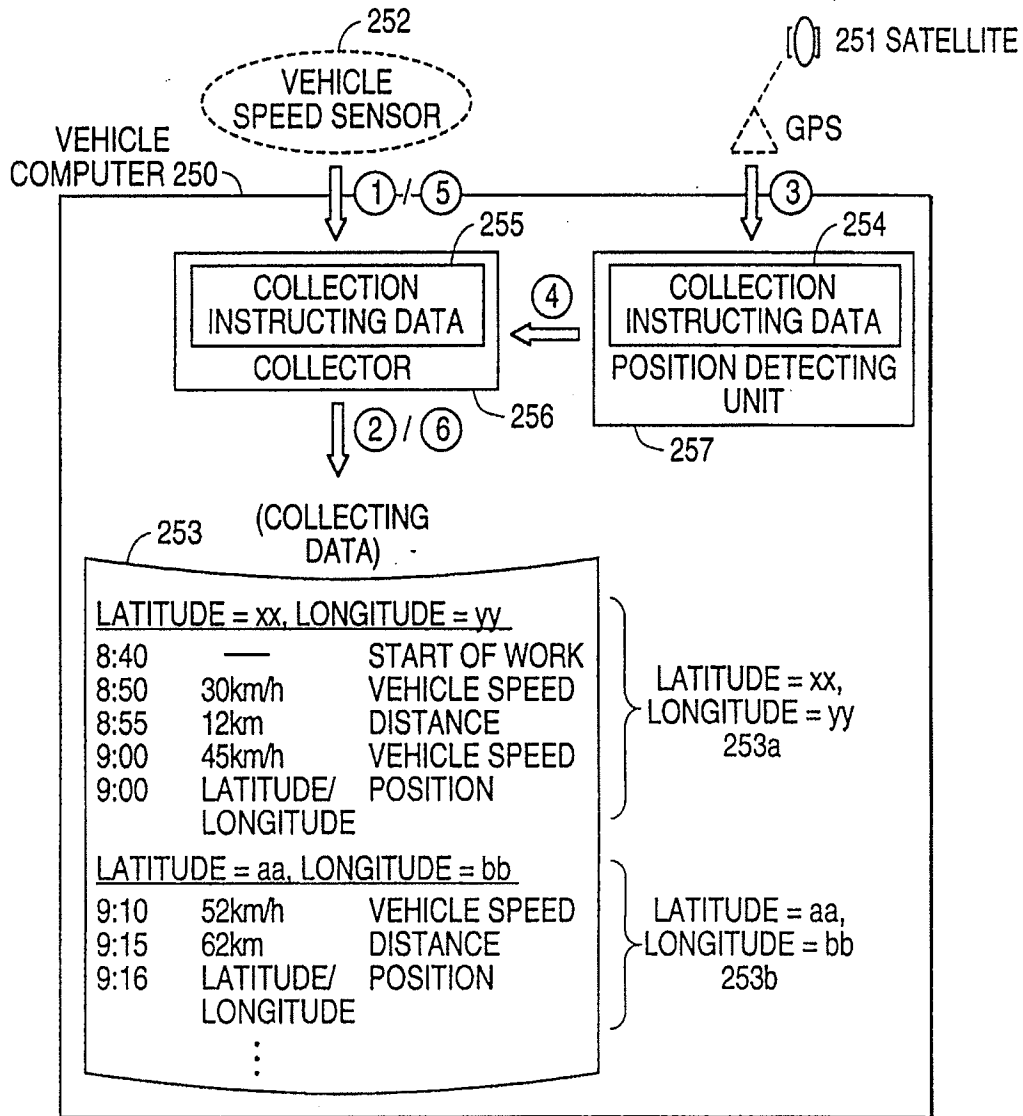 252
VEHICLE
SPEED SENSOR
251 SATELLITE
GPS
VEHICLE
COMPUTER 250
1 / 5
3
255
COLLECTION
INSTRUCTING DATA
COLLECTOR
256
4
254
COLLECTION
INSTRUCTING DATA
POSITION DETECTING
UNIT
257
2 / 6
(COLLECTING
DATA)
253
LATITUDE = xx, LONGITUDE = yy
8:40 — START OF WORK
8:50 30km/h VEHICLE SPEED
8:55 12km DISTANCE
9:00 45km/h VEHICLE SPEED
9:00 LATITUDE/ POSITION
LONGITUDE
LATITUDE = xx,
LONGITUDE = yy
253a
LATITUDE = aa, LONGITUDE = bb
9:10 52km/h VEHICLE SPEED
9:15 62km DISTANCE
9:16 LATITUDE/ POSITION
LONGITUDE
LATITUDE = aa,
LONGITUDE = bb
253b